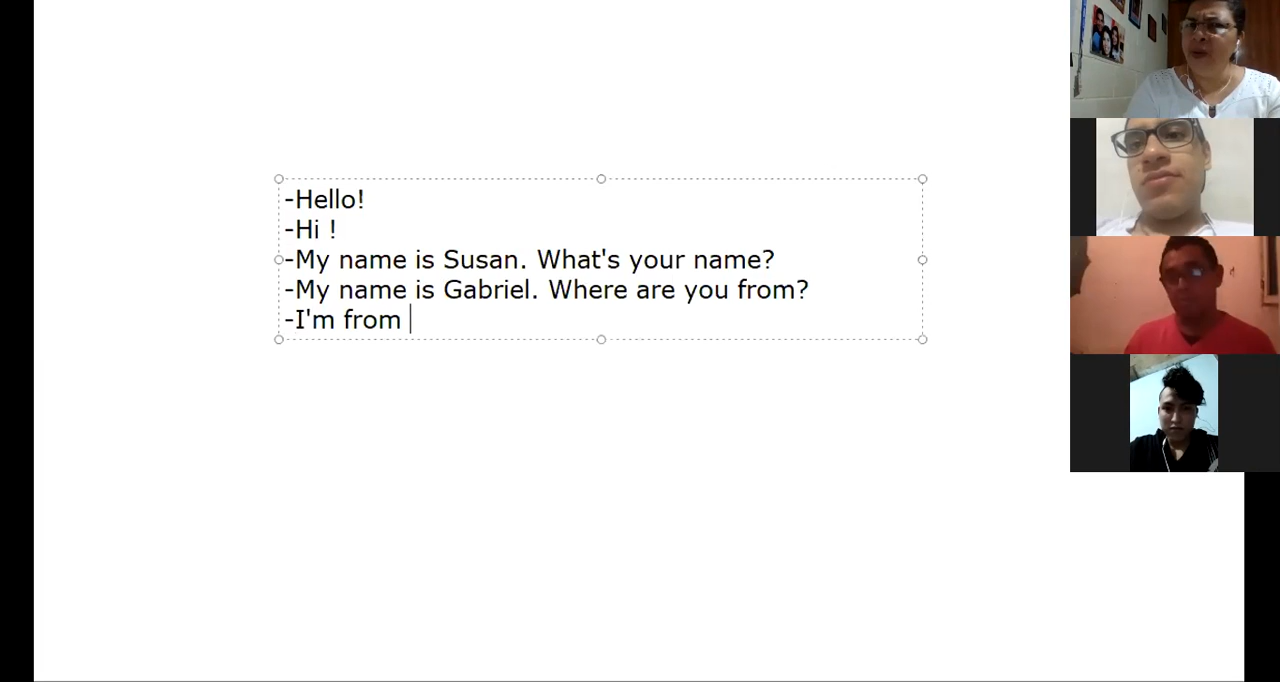 -Hello!
-Hi !
-My name is Susan. What's your name?
-My name is Gabriel. Where are you from?
-I'm from